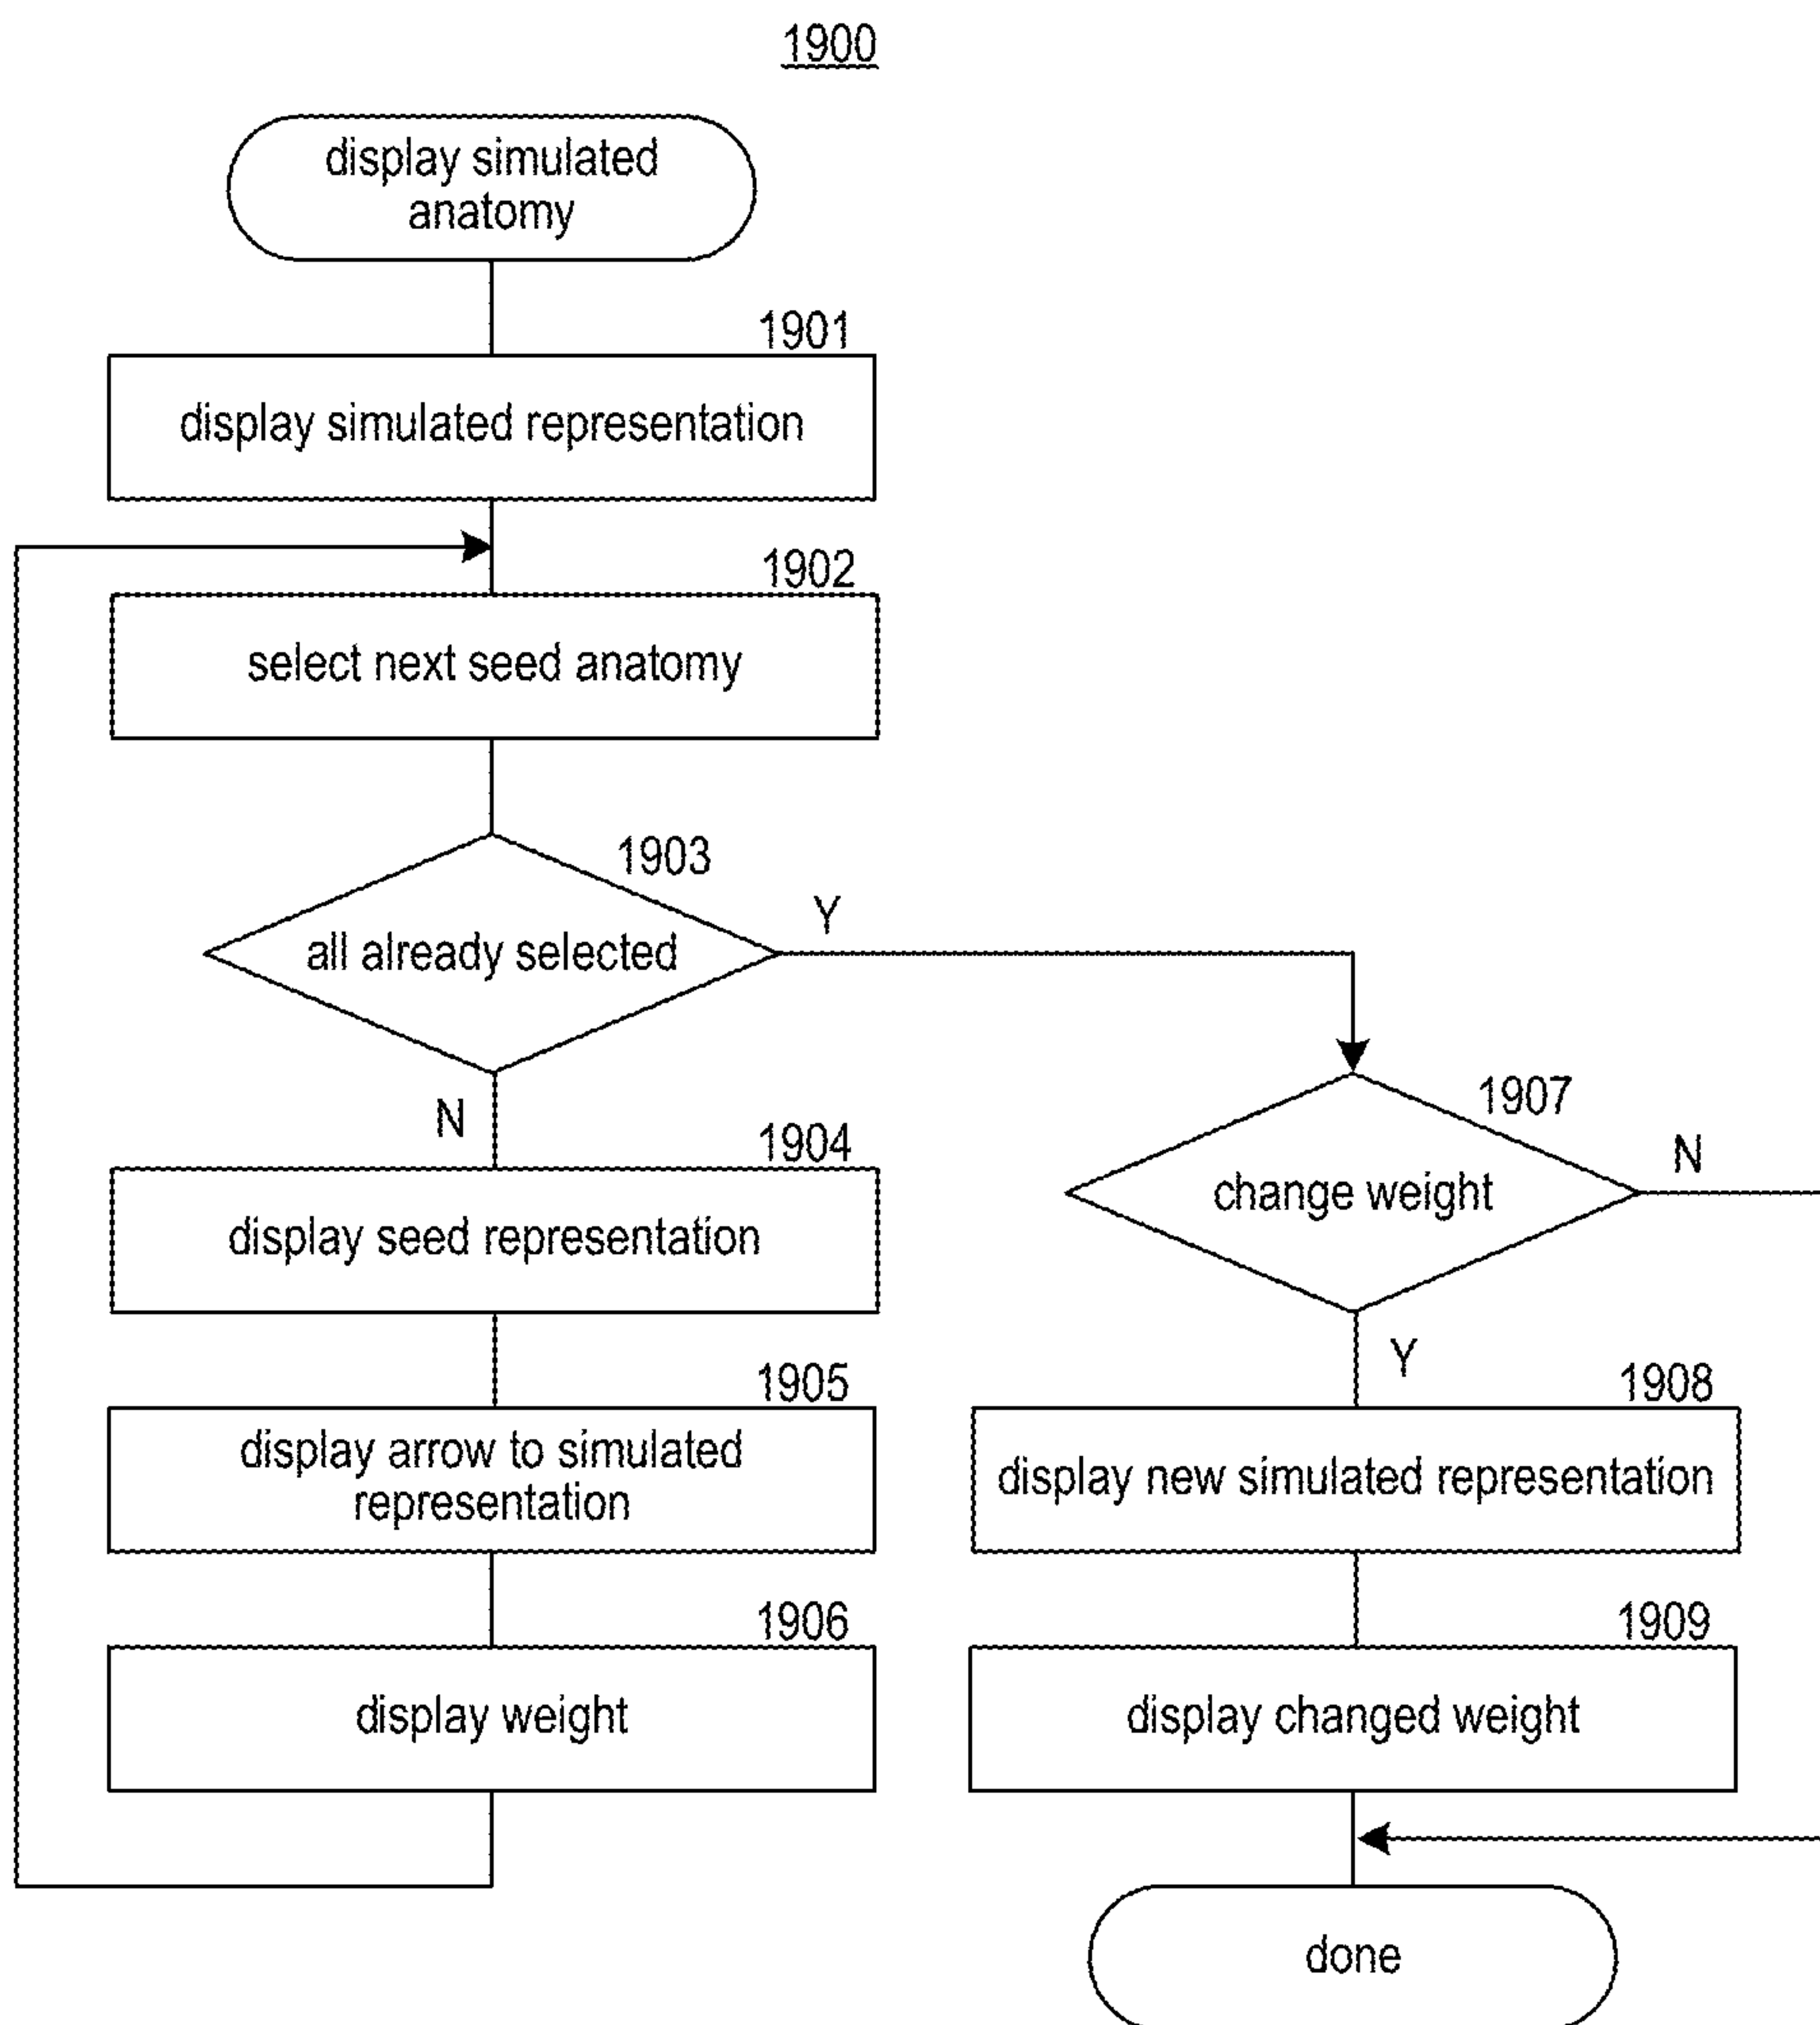 1900
display simulated
anatomy
1901
display simulated representation
1902
select next seed anatomy
1903
all already selected
Y
N
1904
display seed representation
1905
display arrow to simulated
representation
1906
display weight
1907
change weight
N
Y
1908
display new simulated representation
1909
display changed weight
done